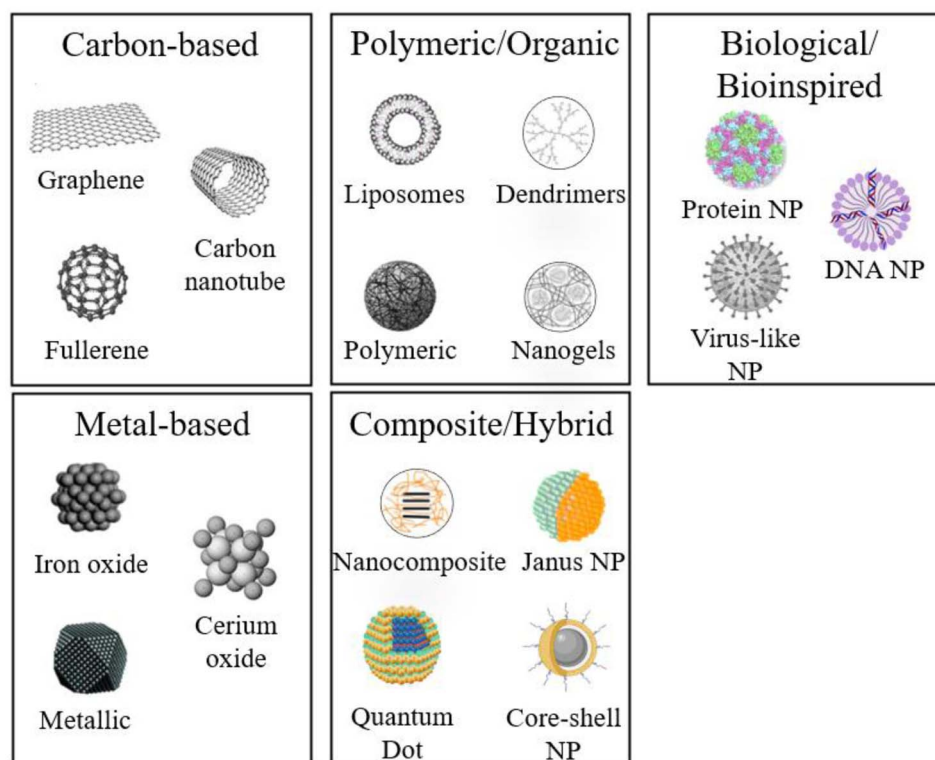 Carbon-based
Graphene
Carbon
nanotube
Fullerene
Polymeric/Organic
Liposomes
Dendrimers
Polymeric
Nanogels
Biological/
Bioinspired
Protein NP
DNA NP
Virus-like
NP
Metal-based
Iron oxide
Cerium
oxide
Metallic
Composite/Hybrid
Nanocomposite
Janus NP
Quantum
Dot
Core-shell
NP